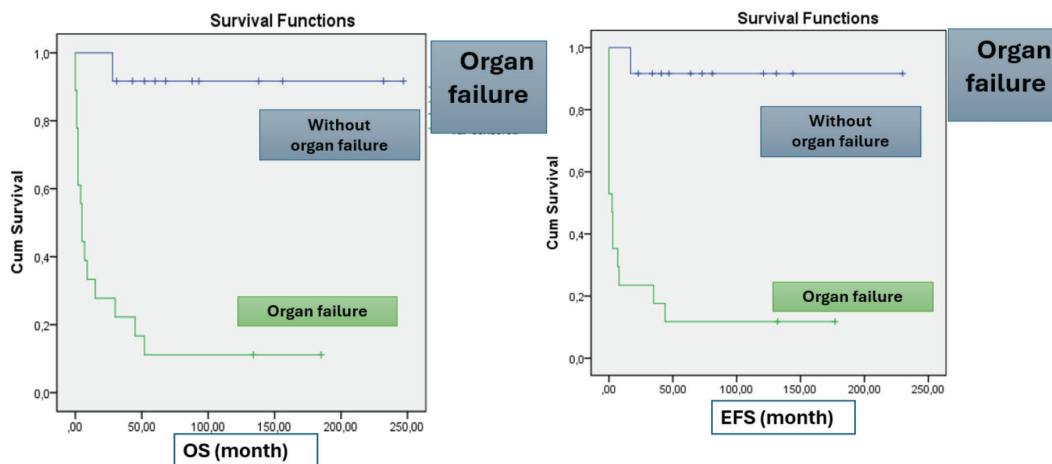 Survival Functions
Organ
failure
1,0
0,8
0,6
0,4
0,2
0,0
Cum Survival
Without
organ failure
Organ failure
,00
50,00
100,00
150,00
200,00
250,00
OS (month)
Survival Functions
Organ
failure
1,0
0,8
0,6
0,4
0,2
0,0
Cum Survival
Without
organ failure
Organ failure
,00
50,00
100,00
150,00
200,00
250,00
EFS (month)